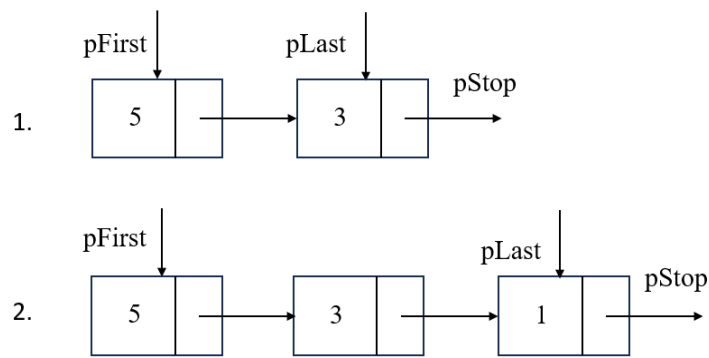 pFirst pLast
pStop
1. 5 3
pFirst
pLast
pStop
2. 5 3 1